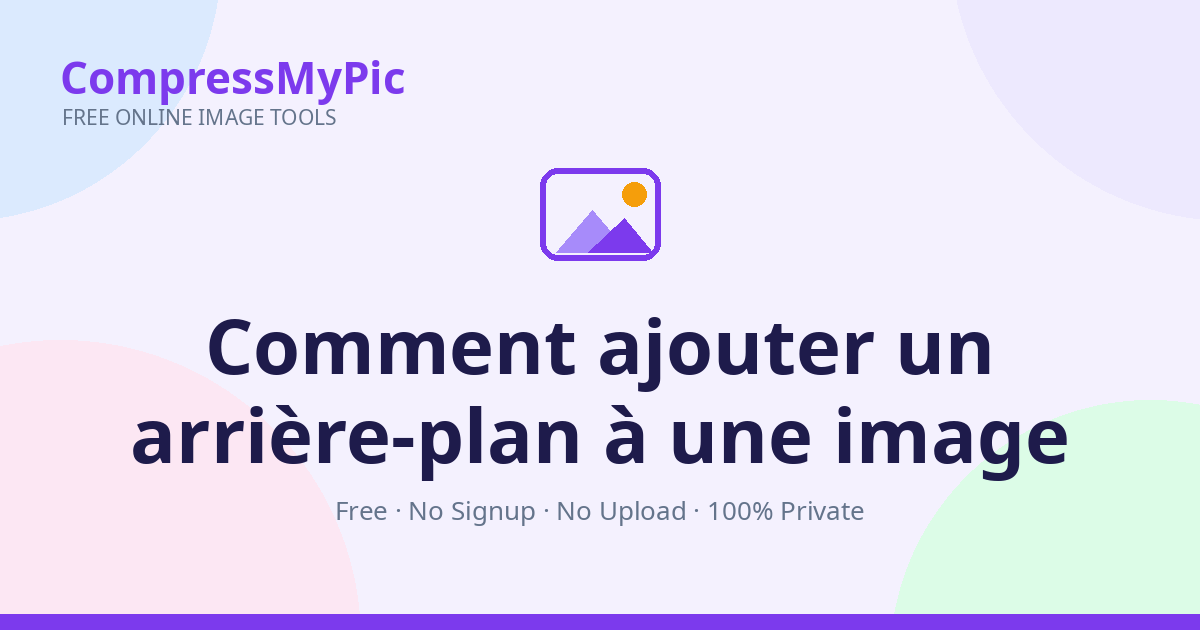 CompressMyPic
FREE ONLINE IMAGE TOOLS
Comment ajouter un
arrière-plan à une image
Free · No Signup · No Upload · 100% Private